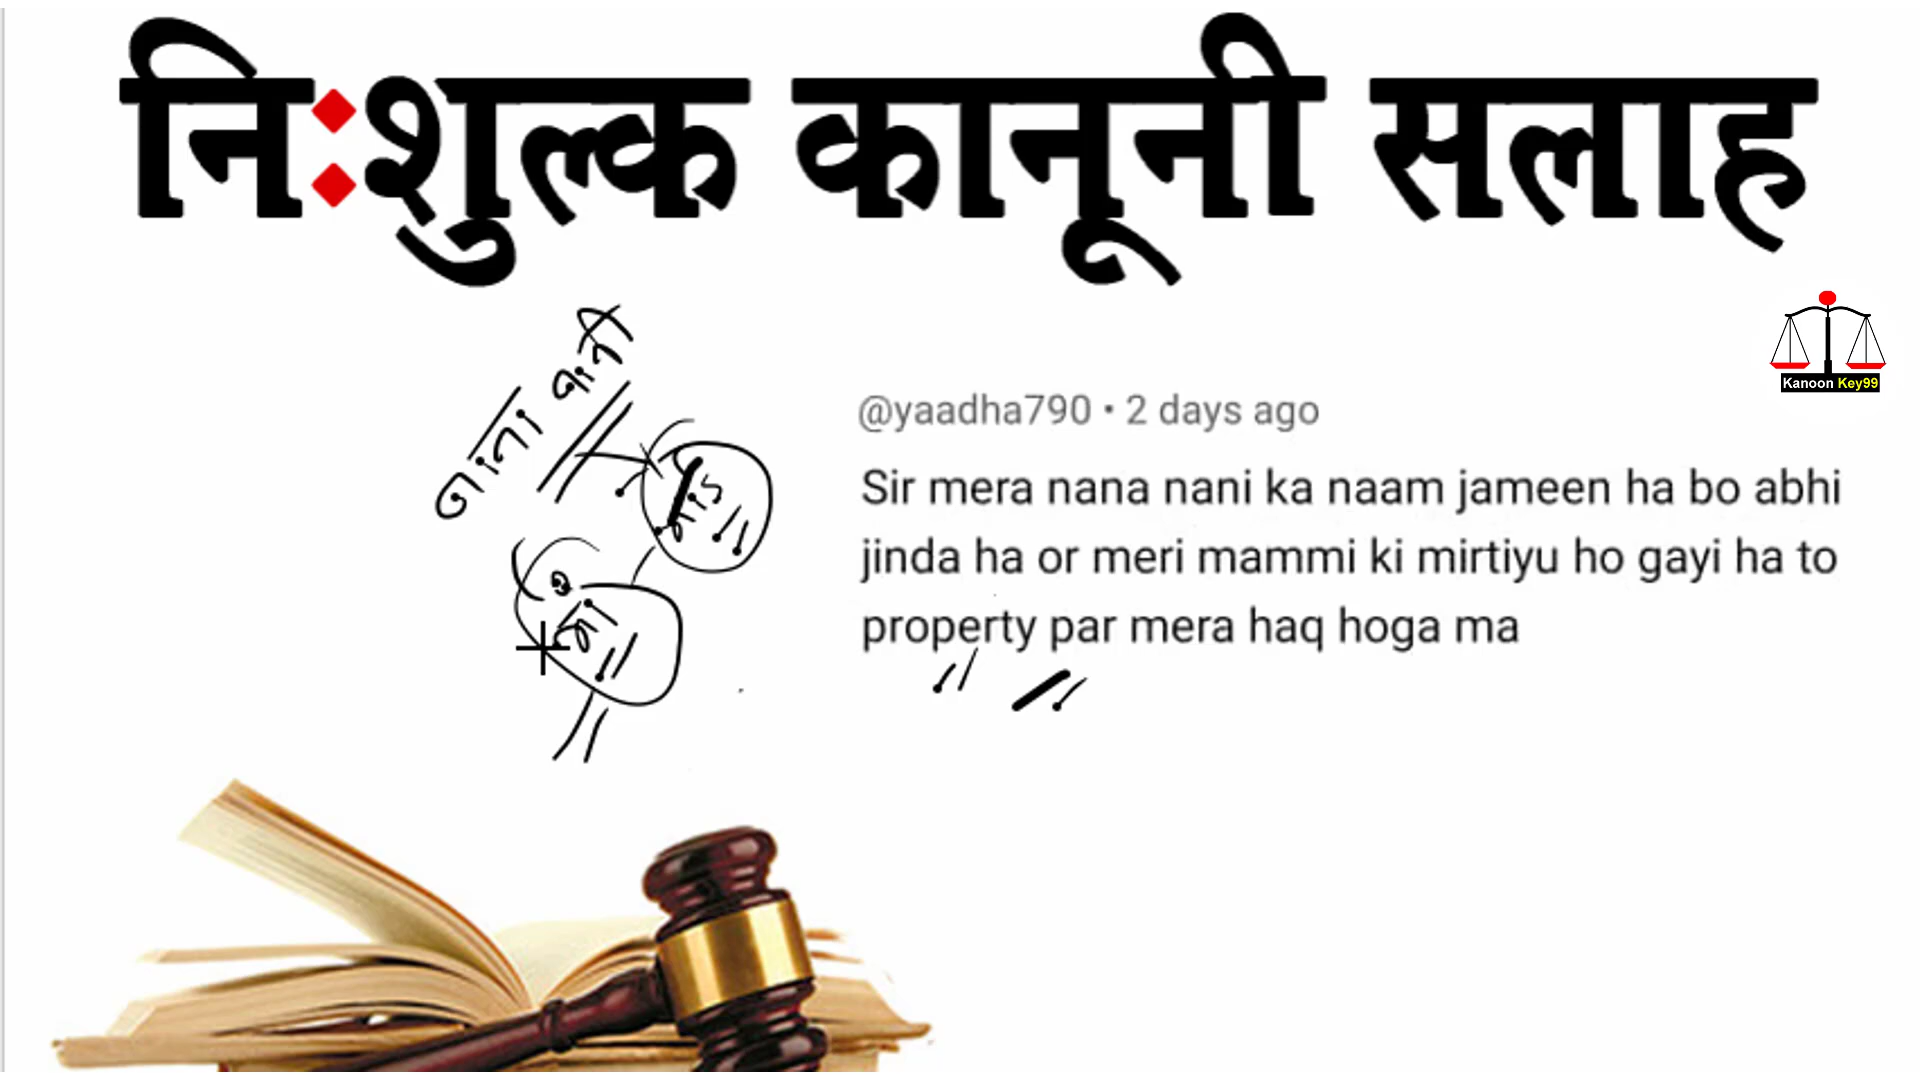 निःशुल्क कानूनी सलाह
Kanoon Key99
@yaadha790 • 2 days ago
Sir mera nana nani ka naam jameen ha bo abhi
jinda ha or meri mammi ki mirtiyu ho gayi ha to
property par mera haq hoga ma